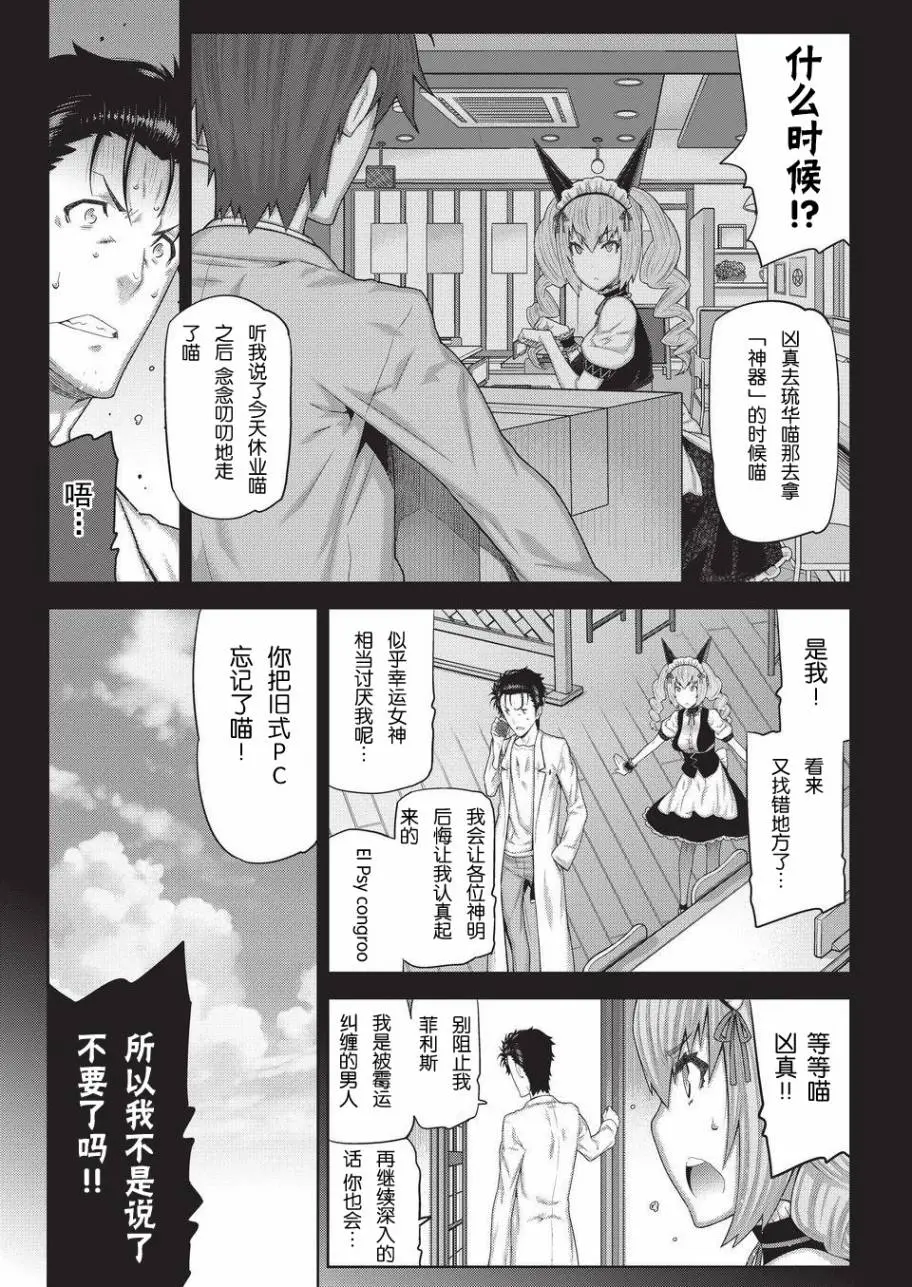 什么时候!?
凶真去琉华喵那去拿
「神器」的时候喵
听我说了今天休业喵
之后 念念叨叨地走
了喵
唔…
是我！
看来
又找错地方了…
似乎幸运女神
相当讨厌我呢…
我会让各位神明
后悔让我认真起
来的
El Psy congroo
等等喵
凶真!!
别阻止我
菲利斯
我是被霉运
纠缠的男人
再继续深入的
话 你也会…
你把旧式PC
忘记了喵！
所以我不是说了
不要了吗!!